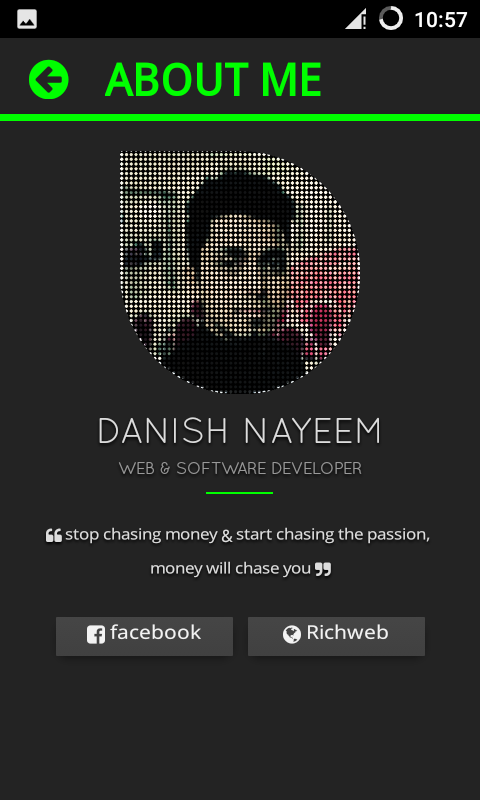 10:57
ABOUT ME
DANISH NAYEEM
WEB & SOFTWARE DEVELOPER
❝ stop chasing money & start chasing the passion,
money will chase you ❞
facebook
Richweb